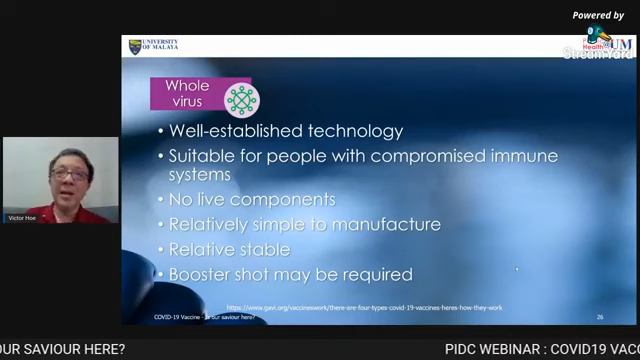 Powered by
UNIVERSITY
OF MALAYA
Health
UM
StreamYard
Whole
virus
• Well-established technology
• Suitable for people with compromised immune
systems
• No live components
• Relatively simple to manufacture
• Relative stable
• Booster shot may be required
Victor Hoe
https://www.gavi.org/vaccineswork/there-are-four-types-covid-19-vaccines-heres-how-they-work
COVID-19 Vaccine - Is our saviour here?
26
OUR SAVIOUR HERE?
PIDC WEBINAR : COVID19 VACC